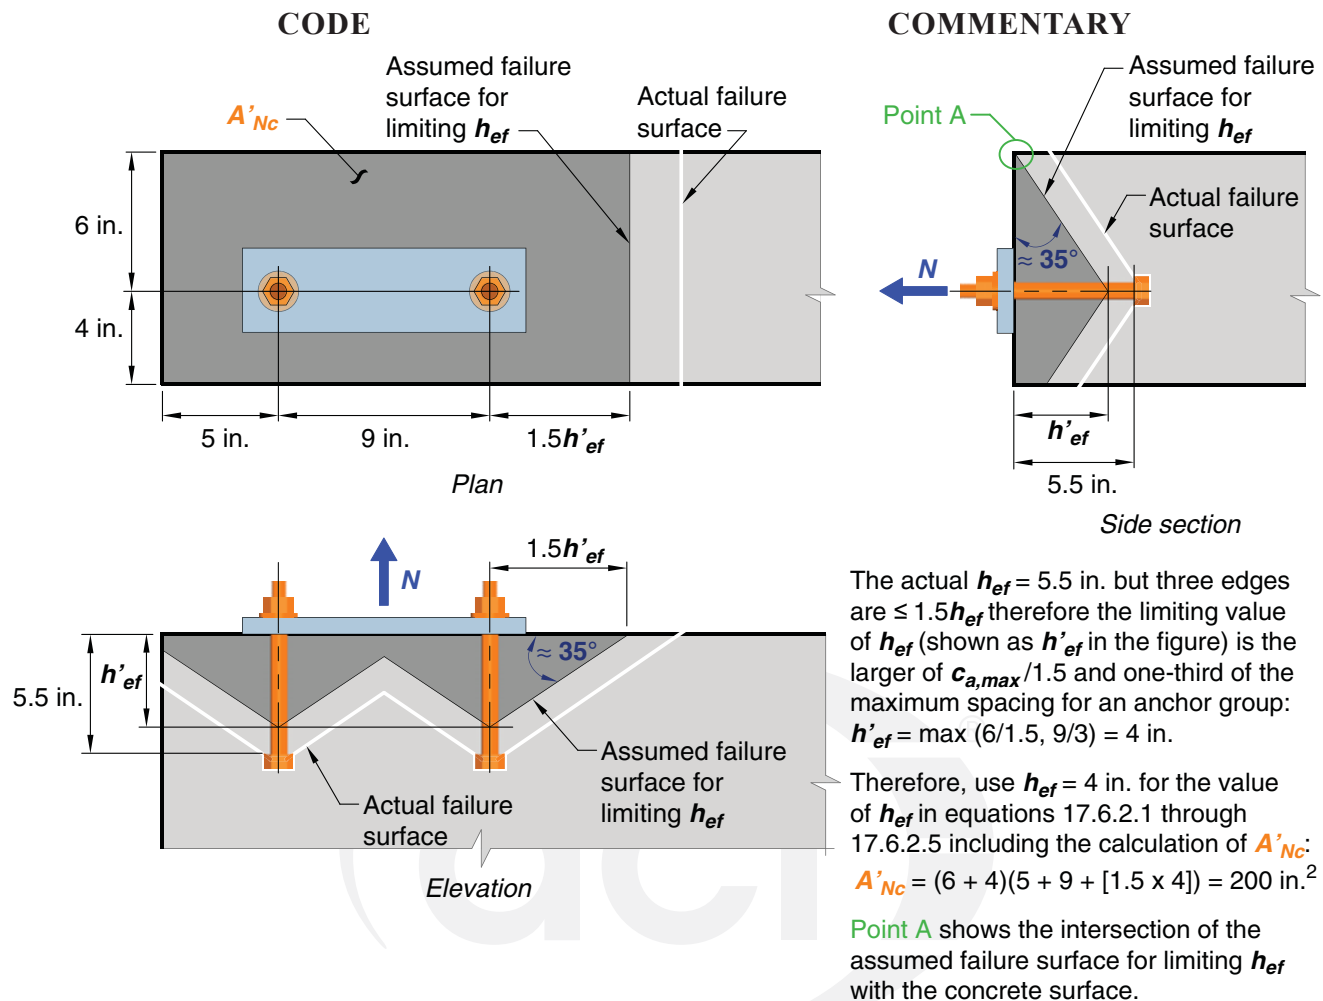 CODE
COMMENTARY
Assumed failure
surface for
limiting hef
A’Nc
Actual failure
surface
6 in.
4 in.
5 in.
9 in.
1.5h’ef
Plan
Point A
Assumed failure
surface for
limiting hef
Actual failure
surface
≈ 35°
N
h’ef
5.5 in.
Side section
N
1.5h’ef
≈ 35°
h’ef
5.5 in.
Assumed failure
surface for
limiting hef
Actual failure
surface
Elevation
The actual hef = 5.5 in. but three edges
are ≤ 1.5hef therefore the limiting value
of hef (shown as h’ef in the figure) is the
larger of ca,max/1.5 and one-third of the
maximum spacing for an anchor group:
h’ef = max (6/1.5, 9/3) = 4 in.
Therefore, use hef = 4 in. for the value
of hef in equations 17.6.2.1 through
17.6.2.5 including the calculation of A’Nc:
A’Nc = (6 + 4)(5 + 9 + [1.5 x 4]) = 200 in.2
Point A shows the intersection of the
assumed failure surface for limiting hef
with the concrete surface.
aci
®